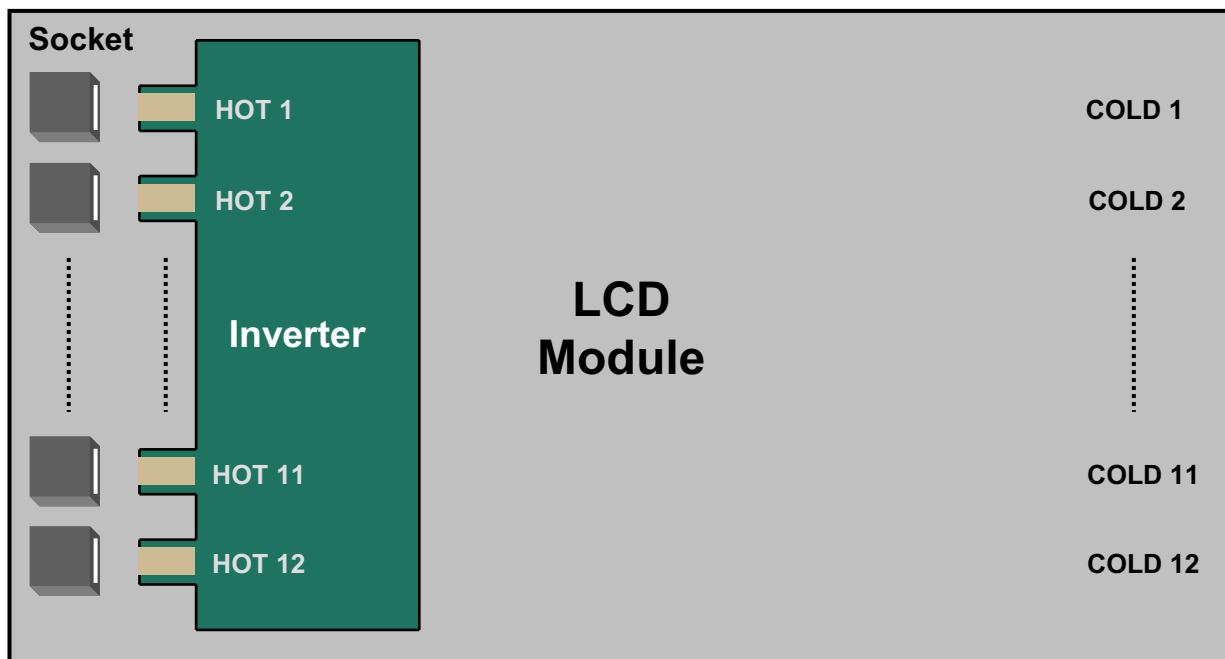 Socket
HOT 1
COLD 1
HOT 2
COLD 2
Inverter
LCD
Module
HOT 11
COLD 11
HOT 12
COLD 12